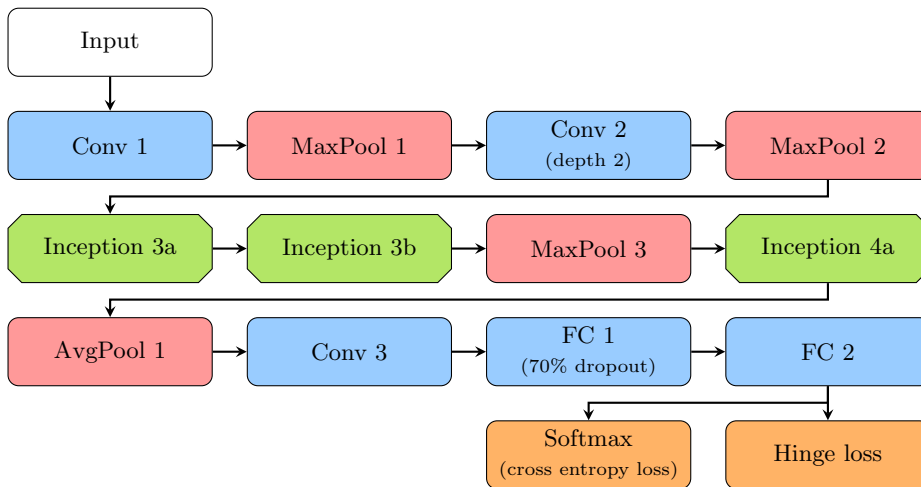 Input
Conv 1
MaxPool 1
Conv 2
(depth 2)
MaxPool 2
Inception 3a
Inception 3b
MaxPool 3
Inception 4a
AvgPool 1
Conv 3
FC 1
(70% dropout)
FC 2
Softmax
(cross entropy loss)
Hinge loss